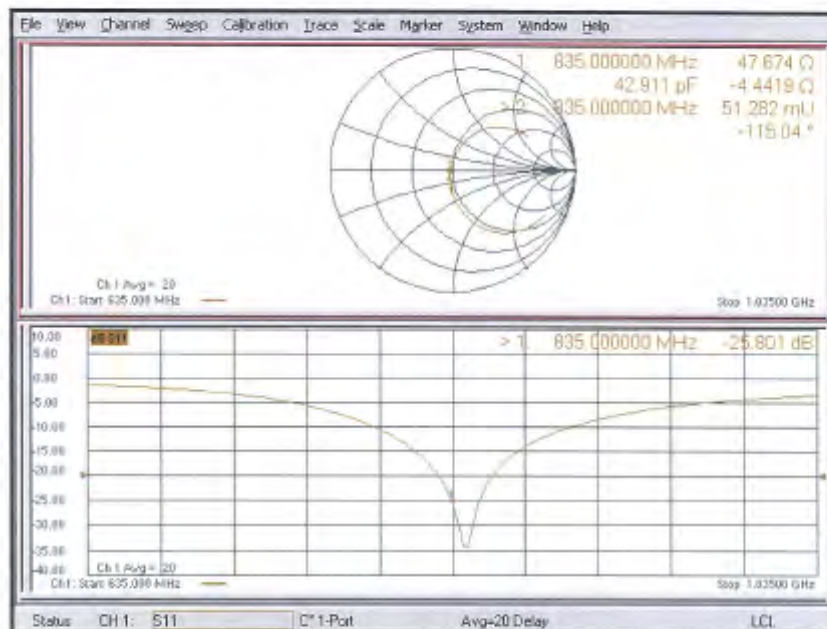 File View Channel Sweep Calibration Trace Scale Marker System Window Help
1 835.000000 MHz 47.674 Ω
42.911 pF -4.4419 Ω
> 2 835.000000 MHz 51.282 mU
-115.04 °
Ch 1 Avg = 20
Ch1: Start 635.000 MHz
Stop 1.03500 GHz
10.00
> 1 835.000000 MHz -25.801 dB
5.00
0.00
-5.00
-10.00
-15.00
-20.00
-25.00
-30.00
-35.00
-40.00
Ch 1 Avg = 20
Ch1: Start 635.000 MHz
Stop 1.03500 GHz
Status CH 1: S11 C* 1-Port Avg=20 Delay LCL